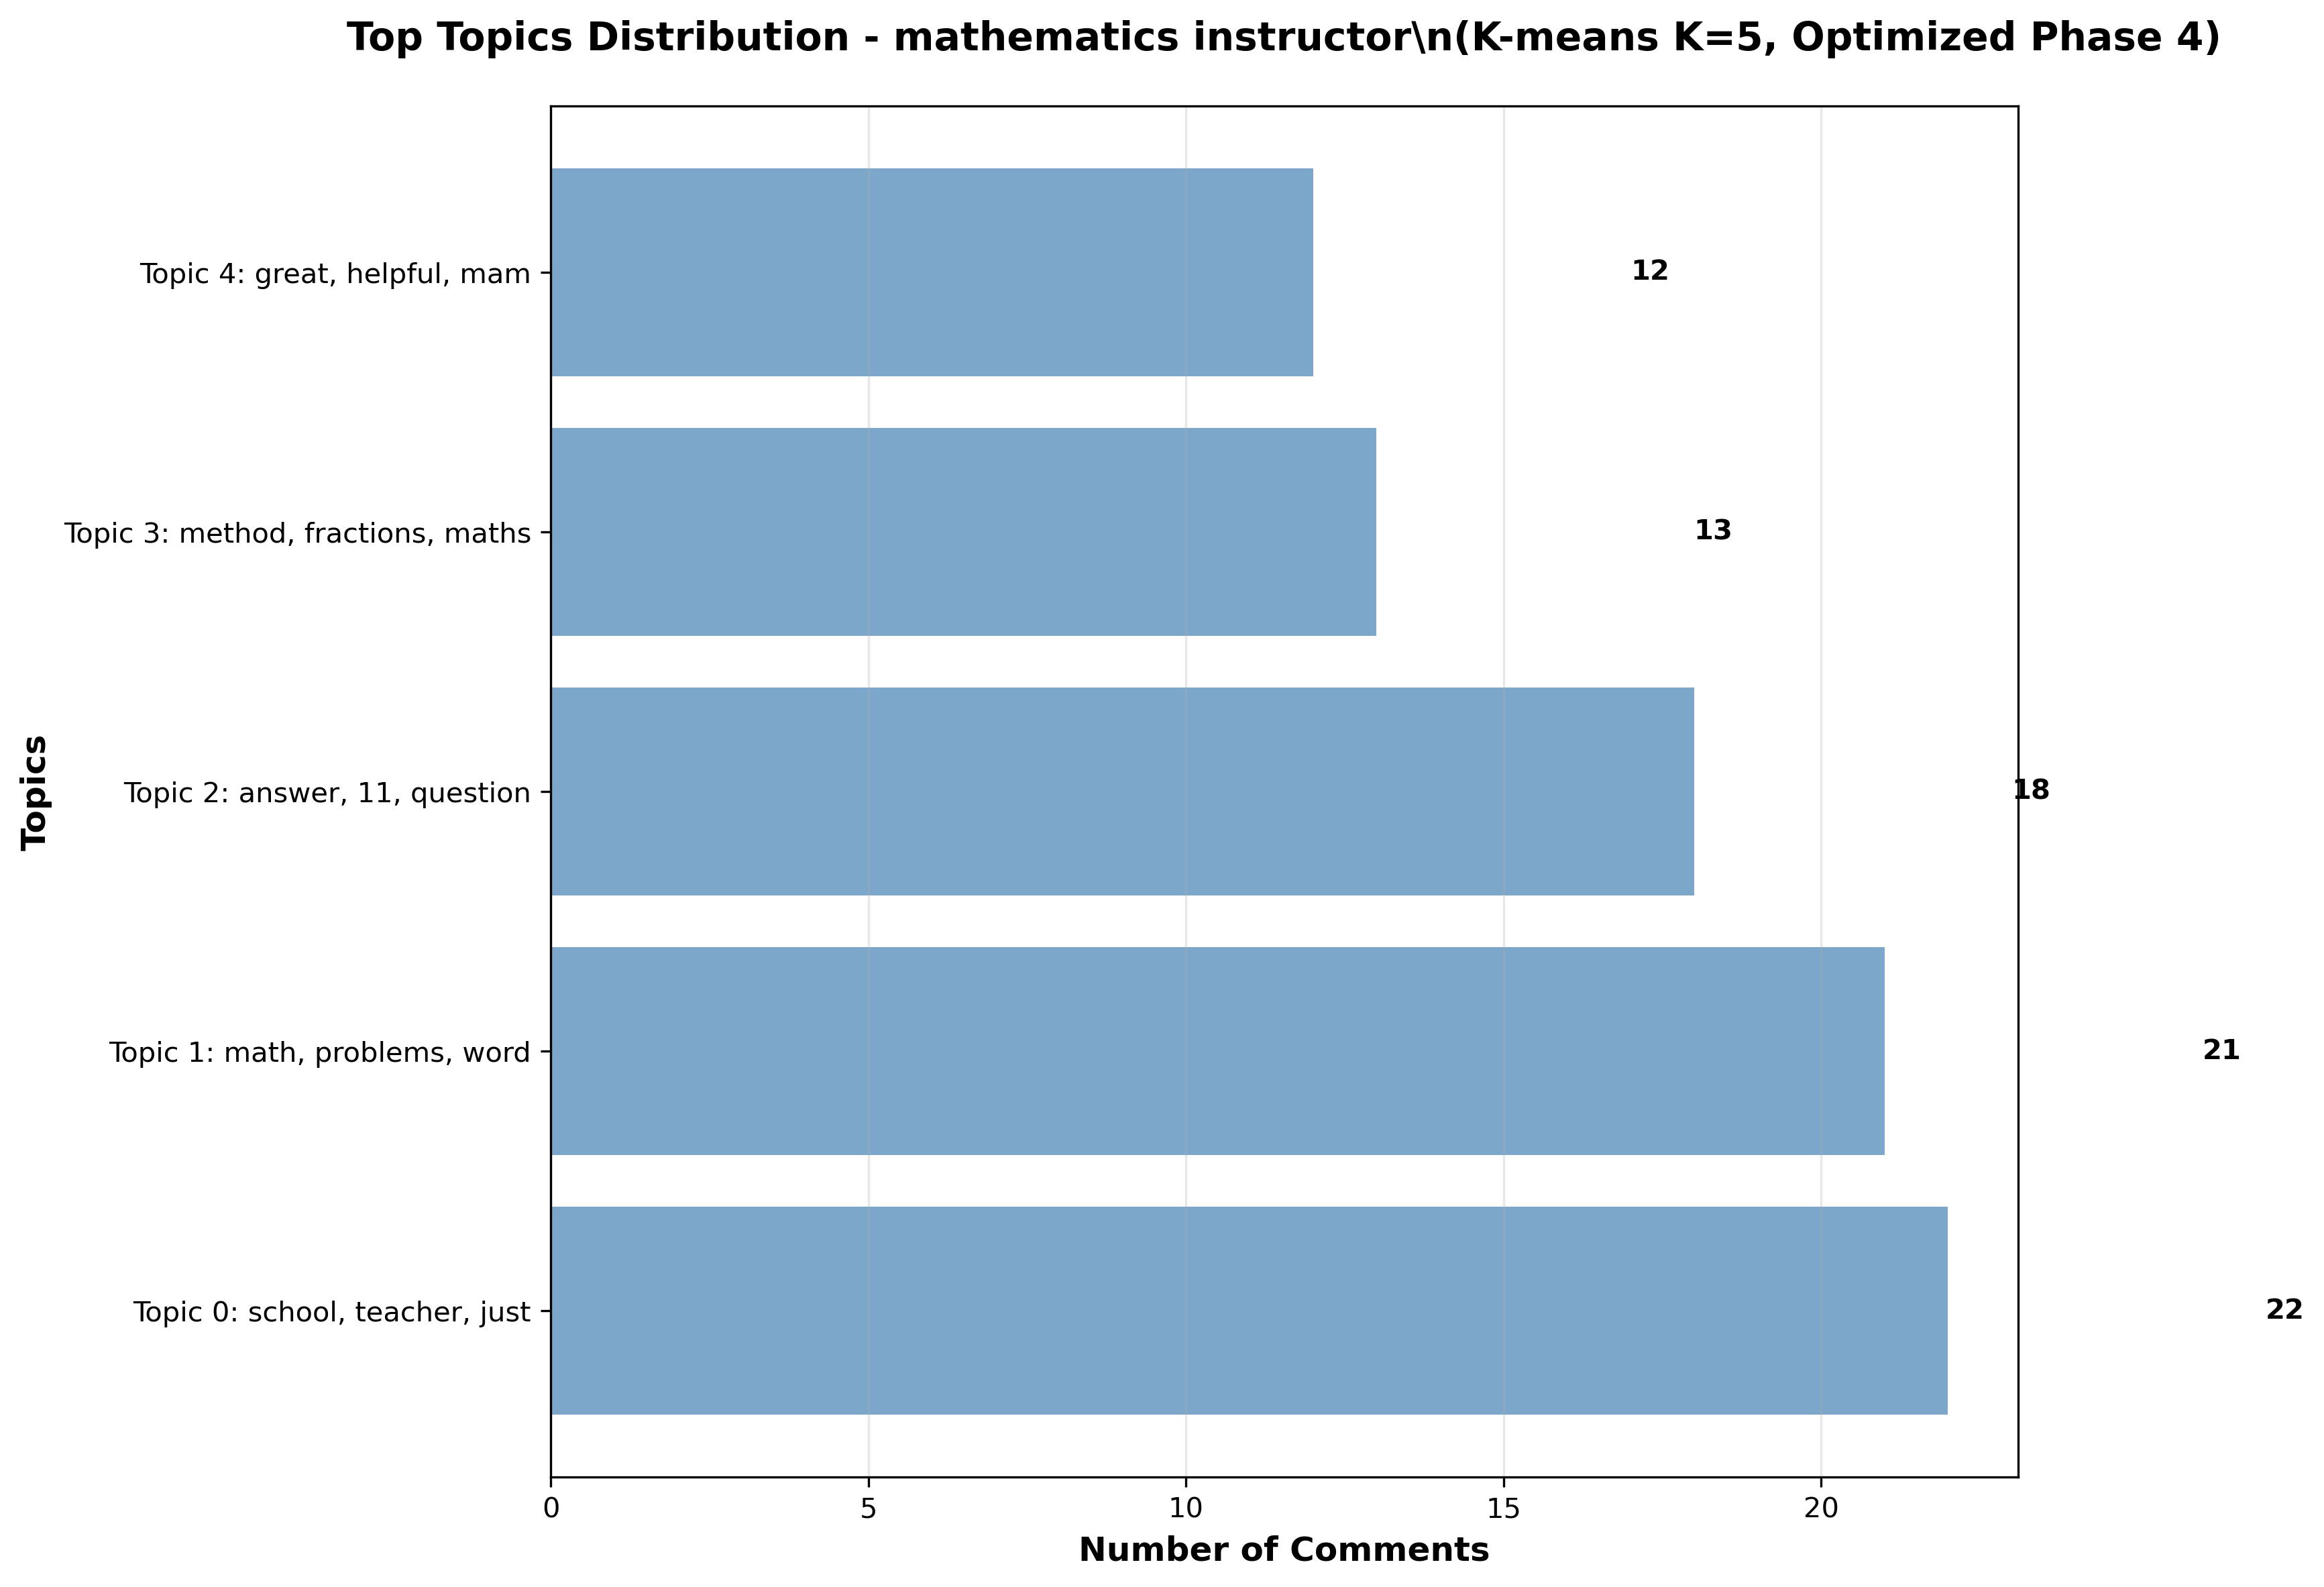 Top Topics Distribution - mathematics instructor\n(K-means K=5, Optimized Phase 4)
Topics
Topic 4: great, helpful, mam
12
Topic 3: method, fractions, maths
13
Topic 2: answer, 11, question
18
Topic 1: math, problems, word
21
Topic 0: school, teacher, just
22
0 5 10 15 20
Number of Comments